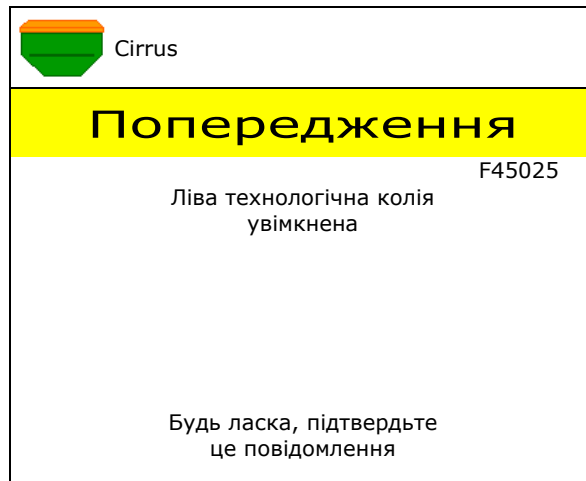 Cirrus
Попередження
F45025
Ліва технологічна колія
увімкнена
Будь ласка, підтвердьте
це повідомлення